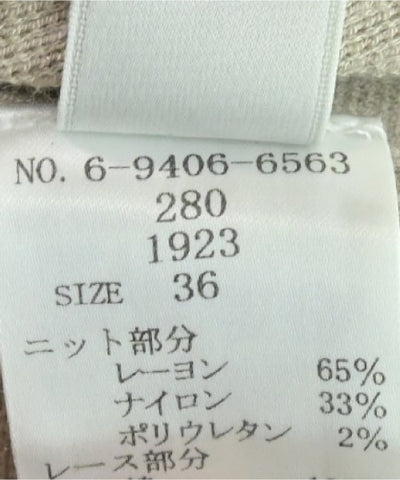 NO. 6-9406-6563
280
1923
SIZE 36
ニット部分
レーヨン 65%
ナイロン 33%
ポリウレタン 2%
レース部分